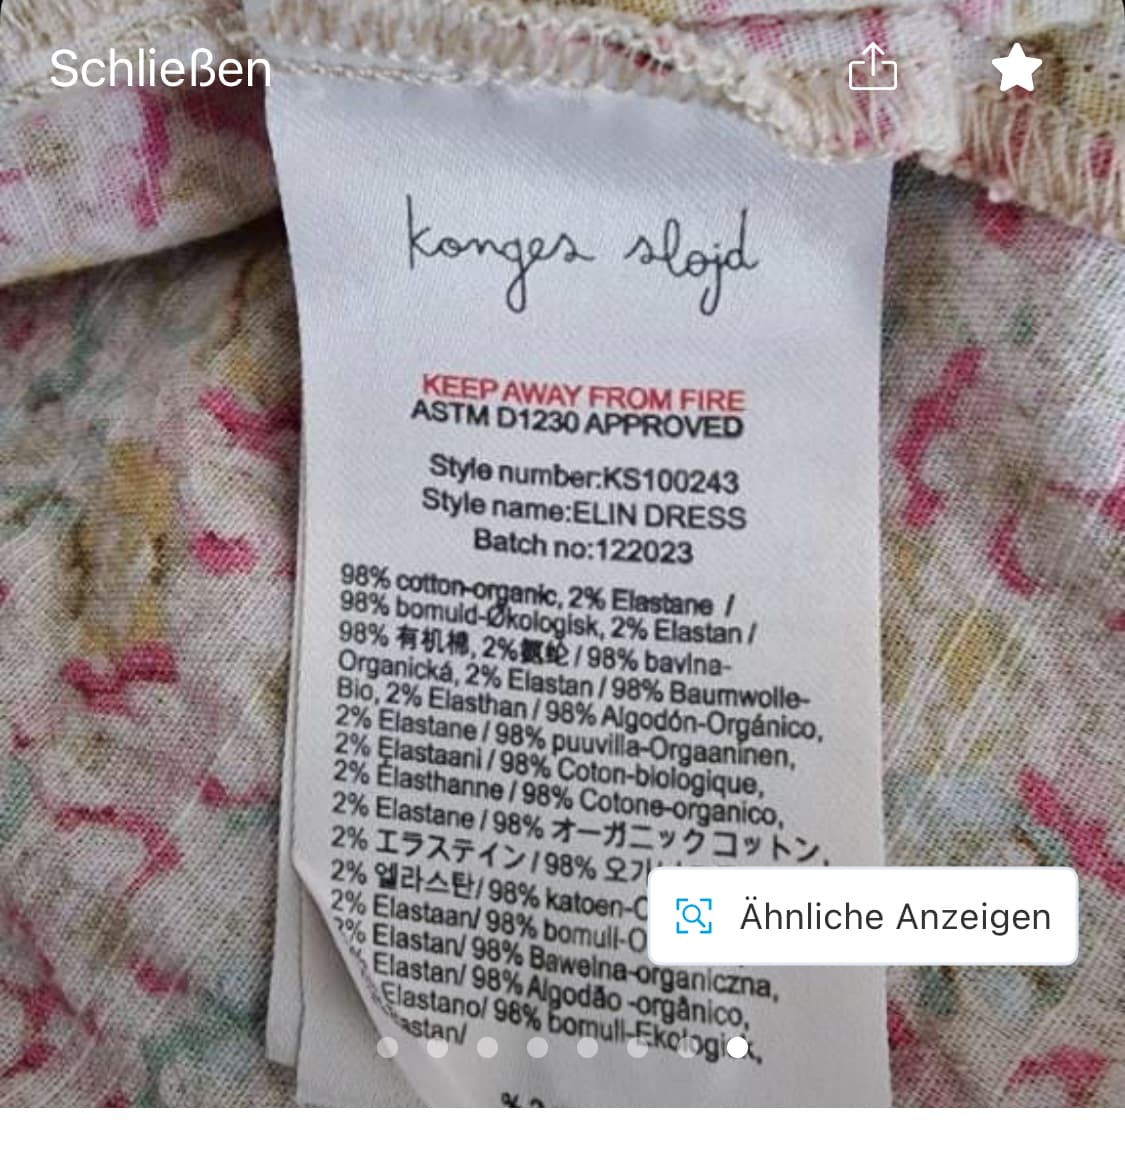 Schließen
konges sløjd
KEEP AWAY FROM FIRE
ASTM D1230 APPROVED
Style number:KS100243
Style name:ELIN DRESS
Batch no:122023
98% cotton-organic, 2% Elastane /
98% bomuld-Økologisk, 2% Elastan /
98% 有机棉, 2%氨纶 / 98% bavlna-
Organická, 2% Elastan / 98% Baumwolle-
Bio, 2% Elasthan / 98% Algodón-Orgánico,
2% Elastane / 98% puuvilla-Orgaaninen,
2% Elastaani / 98% Coton-biologique,
2% Élasthanne / 98% Cotone-organico,
2% Elastane / 98% オーガニックコットン,
2% エラステイン / 98%
2% 엘라스탄/ 98% katoen-
2% Elastaan/ 98% bomull-
2% Elastan/ 98% Bawełna-organiczna,
% Elastan/ 98% Algodão -orgânico,
Elastano/ 98% bomull-Ekologisk,
astan/
Ähnliche Anzeigen